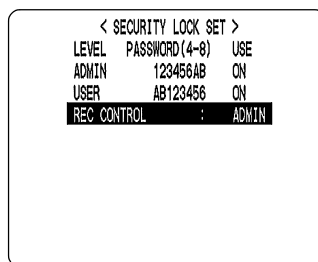 < SECURITY LOCK SET >
LEVEL PASSWORD(4-8) USE
ADMIN 123456AB ON
USER AB123456 ON
REC CONTROL : ADMIN